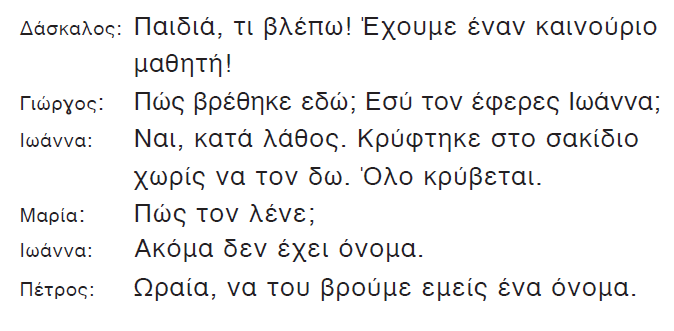 Δάσκαλος: Παιδιά, τι βλέπω! Έχουμε έναν καινούριο
μαθητή!
Γιώργος: Πώς βρέθηκε εδώ; Εσύ τον έφερες Ιωάννα;
Ιωάννα: Ναι, κατά λάθος. Κρύφτηκε στο σακίδιο
χωρίς να τον δω. Όλο κρύβεται.
Μαρία: Πώς τον λένε;
Ιωάννα: Ακόμα δεν έχει όνομα.
Πέτρος: Ωραία, να του βρούμε εμείς ένα όνομα.